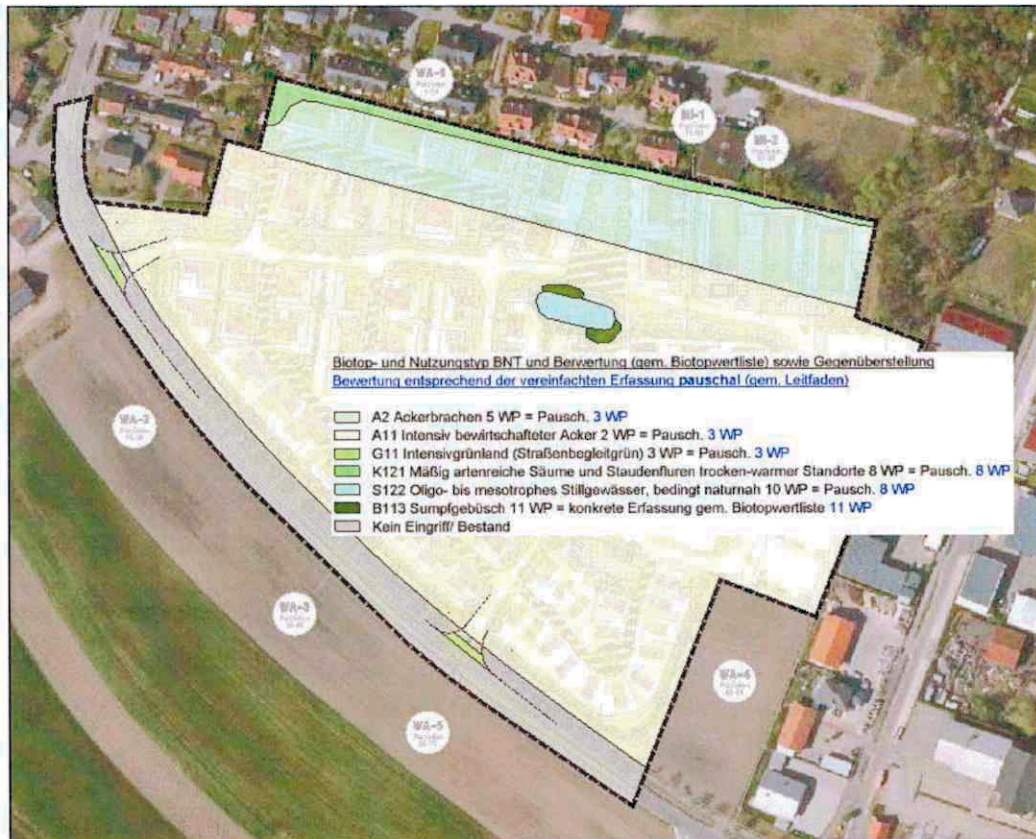 WA-1
MI-1
MI-2
Biotop- und Nutzungstyp BNT und Berwertung (gem. Biotopwertliste) sowie Gegenüberstellung
Bewertung entsprechend der vereinfachten Erfassung pauschal (gem. Leitfaden)
A2 Ackerbrachen 5 WP = Pausch. 3 WP
A11 Intensiv bewirtschafteter Acker 2 WP = Pausch. 3 WP
G11 Intensivgrünland (Straßenbegleitgrün) 3 WP = Pausch. 3 WP
K121 Mäßig artenreiche Säume und Staudenfluren trocken-warmer Standorte 8 WP = Pausch. 8 WP
S122 Oligo- bis mesotrophes Stillgewässer, bedingt naturnah 10 WP = Pausch. 8 WP
B113 Sumpfgebüsch 11 WP = konkrete Erfassung gem. Biotopwertliste 11 WP
Kein Eingriff/ Bestand
WA-3
WA-4
WA-5